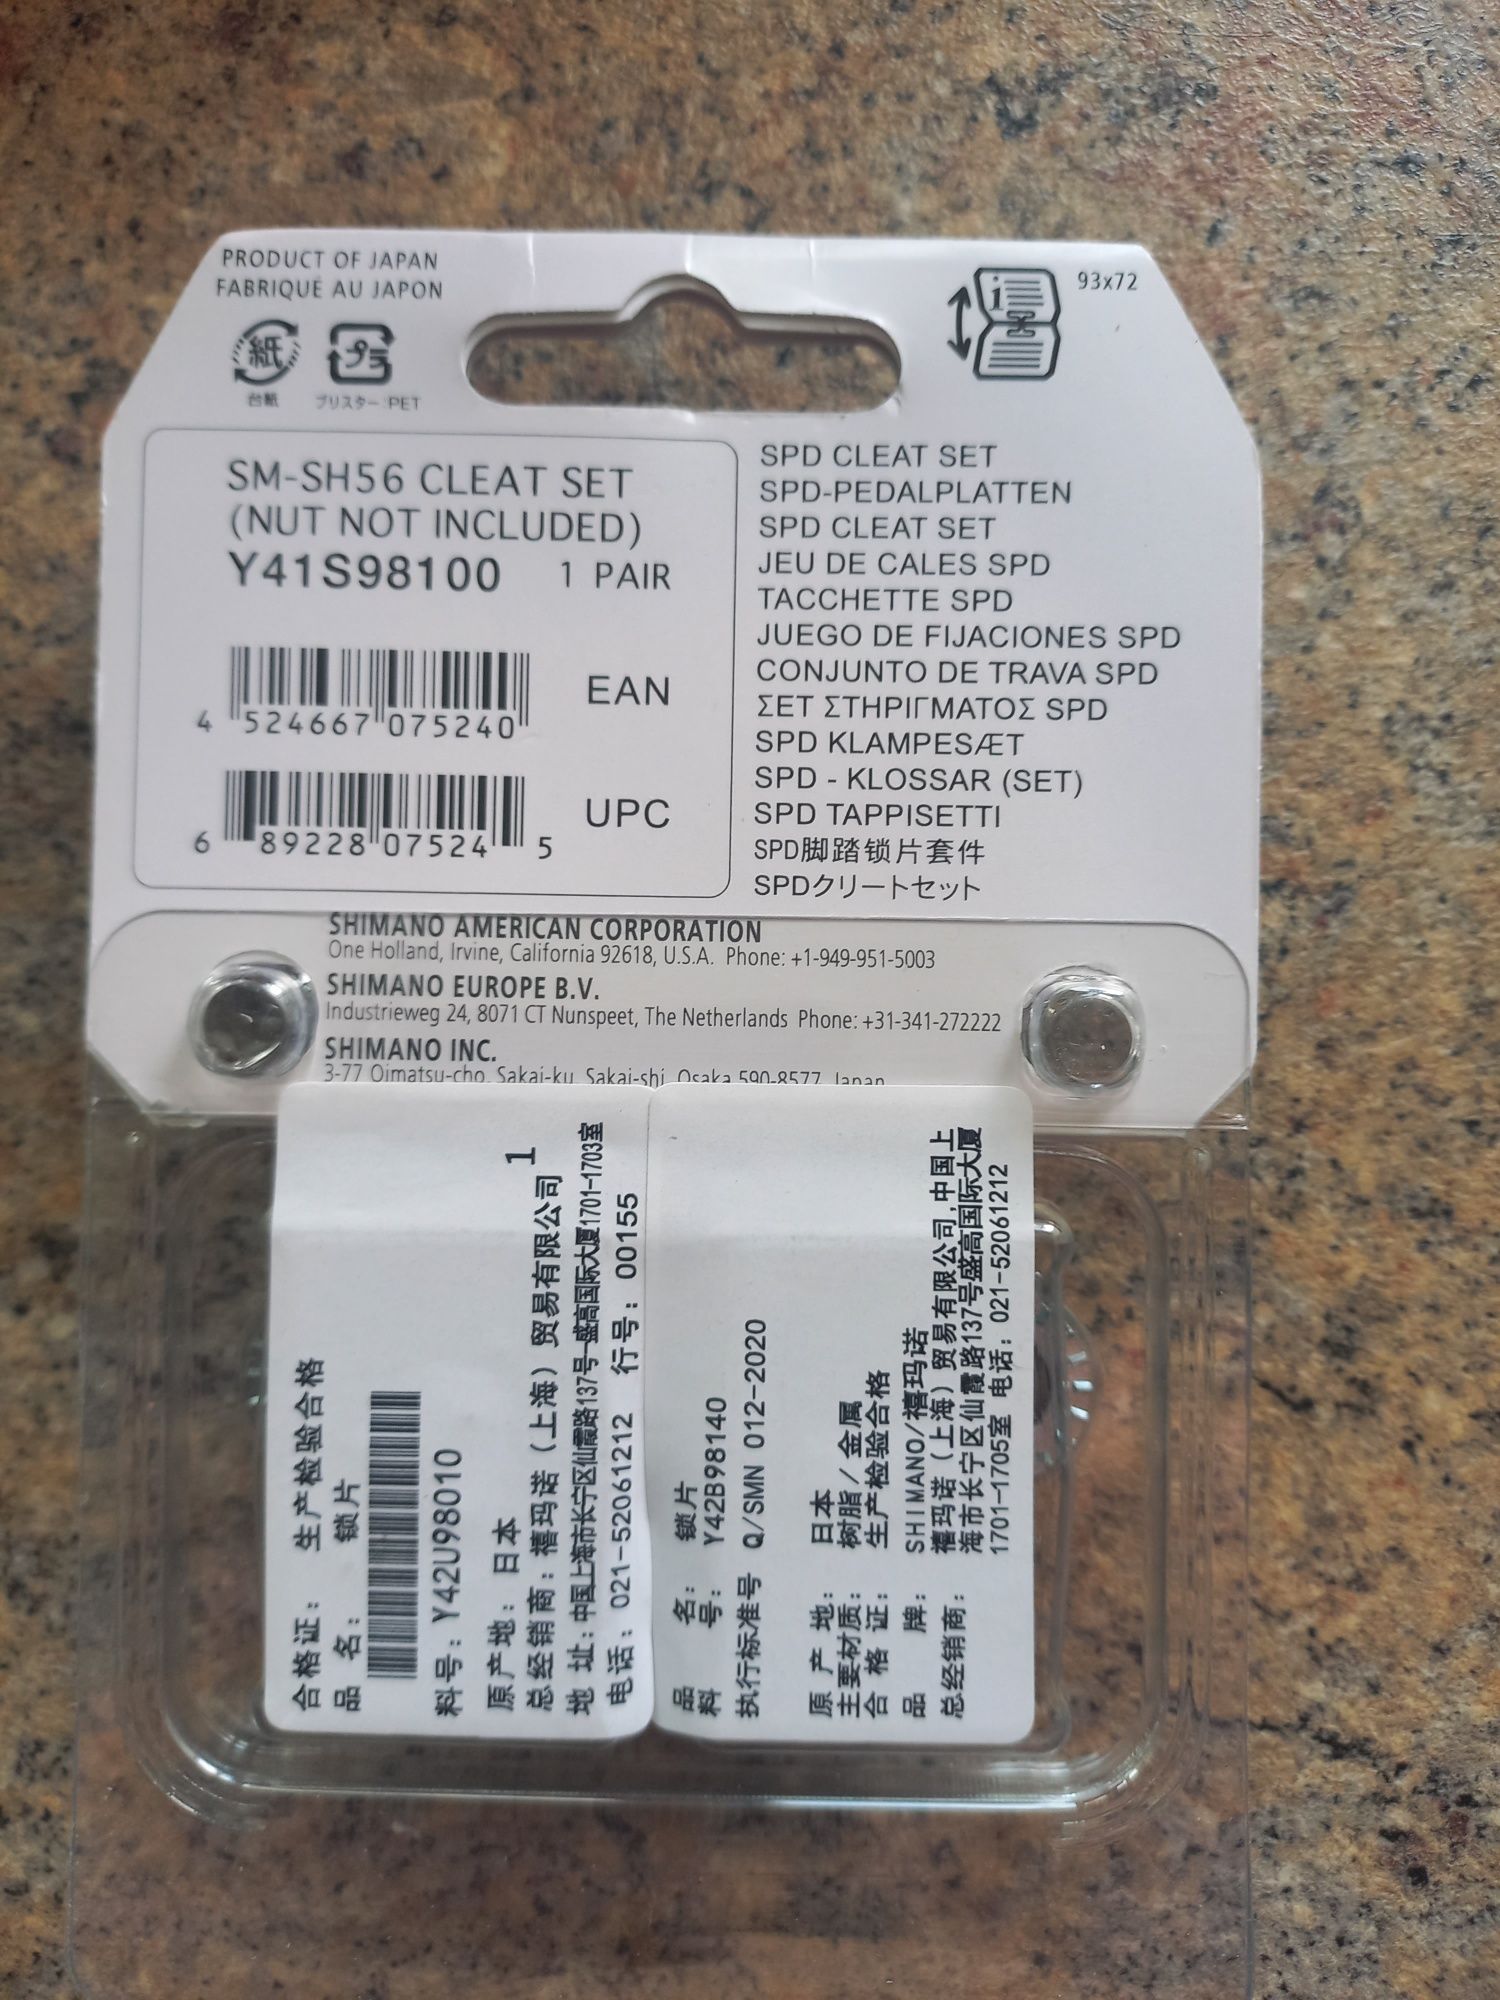 PRODUCT OF JAPAN
FABRIQUÉ AU JAPON
93x72
紙
プラ
台紙
ブリスター:PET
SM-SH56 CLEAT SET
(NUT NOT INCLUDED)
Y41S98100 1 PAIR
EAN
4 524667 075240
UPC
6 89228 07524 5
SPD CLEAT SET
SPD-PEDALPLATTEN
SPD CLEAT SET
JEU DE CALES SPD
TACCHETTE SPD
JUEGO DE FIJACIONES SPD
CONJUNTO DE TRAVA SPD
ΣΕΤ ΣΤΗΡΙΓΜΑΤΟΣ SPD
SPD KLAMPESÆT
SPD - KLOSSAR (SET)
SPD TAPPISETTI
SPD脚踏锁片套件
SPDクリートセット
SHIMANO AMERICAN CORPORATION
One Holland, Irvine, California 92618, U.S.A. Phone: +1-949-951-5003
SHIMANO EUROPE B.V.
Industrieweg 24, 8071 CT Nunspeet, The Netherlands Phone: +31-341-272222
SHIMANO INC.
3-77 Oimatsu-cho, Sakai-ku, Sakai-shi, Osaka 590-8577, Japan
合格证: 生产检验合格
品 名: 锁片
料号: Y42U98010
原产地: 日本 1
总经销商: 禧玛诺(上海)贸易有限公司
地 址: 中国上海市长宁区仙霞路137号-盛高国际大厦1701-1703室
电话: 021-52061212 行号: 00155
品 名: 锁片
料 号: Y42B98140
执行标准号 Q/SMN 012-2020
原 产 地: 日本
主要材质: 树脂/金属
合 格 证: 生产检验合格
品 牌: SHIMANO/禧玛诺
总经销商: 禧玛诺(上海)贸易有限公司,中国上
海市长宁区仙霞路137号盛高国际大厦
1701-1705室 电话: 021-52061212